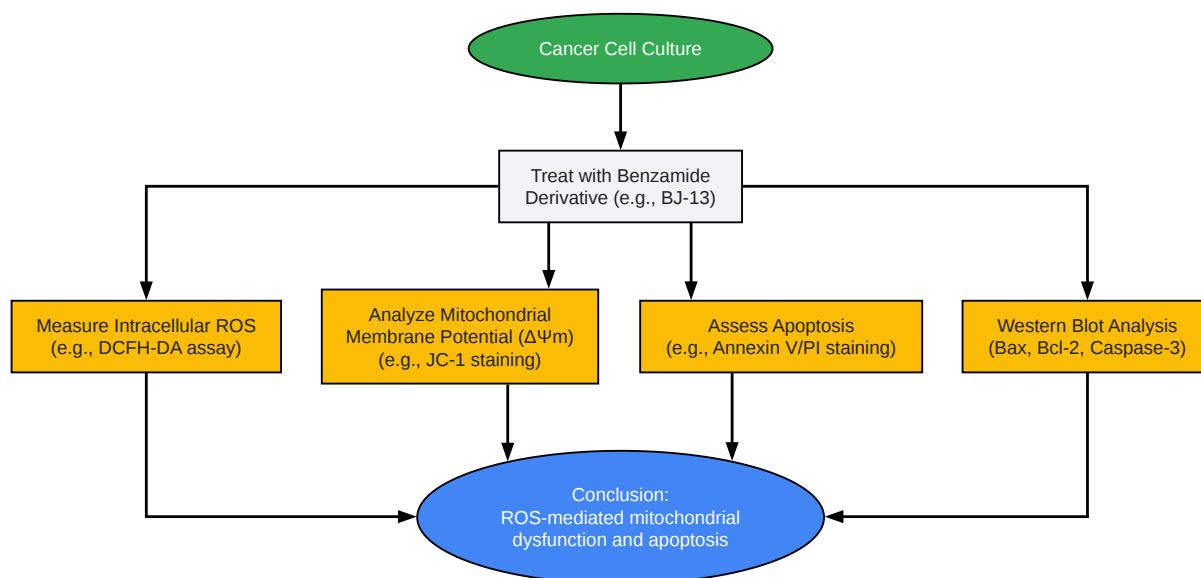 Cancer Cell Culture
Treat with Benzamide
Derivative (e.g., BJ-13)
Measure Intracellular ROS
(e.g., DCFH-DA assay)
Analyze Mitochondrial
Membrane Potential (ΔΨm)
(e.g., JC-1 staining)
Assess Apoptosis
(e.g., Annexin V/PI staining)
Western Blot Analysis
(Bax, Bcl-2, Caspase-3)
Conclusion:
ROS-mediated mitochondrial
dysfunction and apoptosis